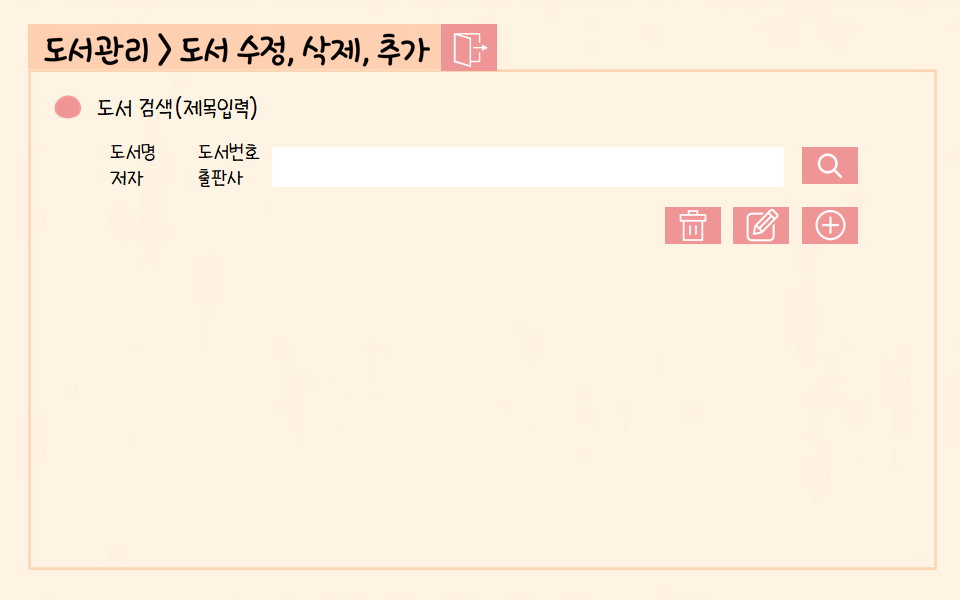 도서관리 > 도서 수정, 삭제, 추가
도서 검색(제목입력)
도서명 도서번호
저자 출판사